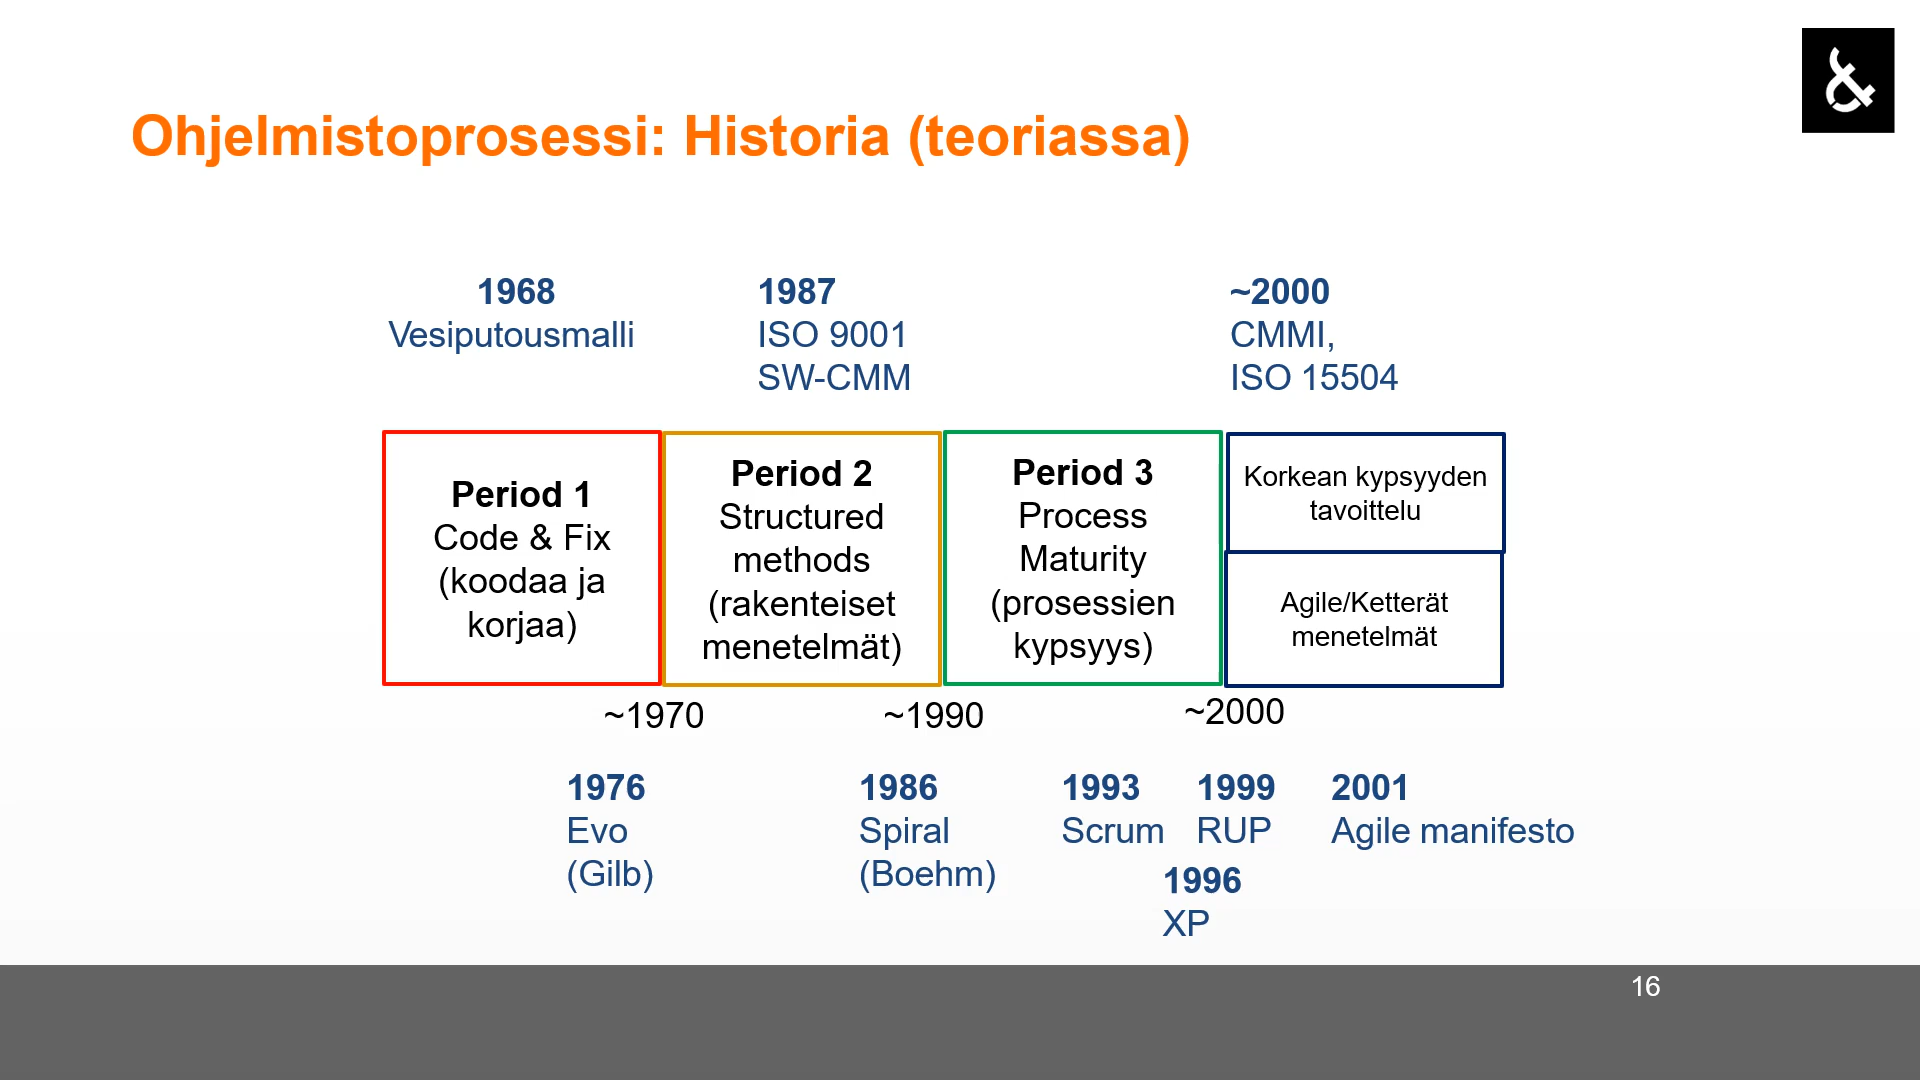 &
Ohjelmistoprosessi: Historia (teoriassa)
1968
Vesiputousmalli
1987
ISO 9001
SW-CMM
~2000
CMMI,
ISO 15504
Period 1
Code & Fix
(koodaa ja
korjaa)
Period 2
Structured
methods
(rakenteiset
menetelmät)
Period 3
Process
Maturity
(prosessien
kypsyys)
Korkean kypsyyden
tavoittelu
Agile/Ketterät
menetelmät
~1970
~1990
~2000
1976
Evo
(Gilb)
1986
Spiral
(Boehm)
1993
Scrum
1999
RUP
2001
Agile manifesto
1996
XP
16